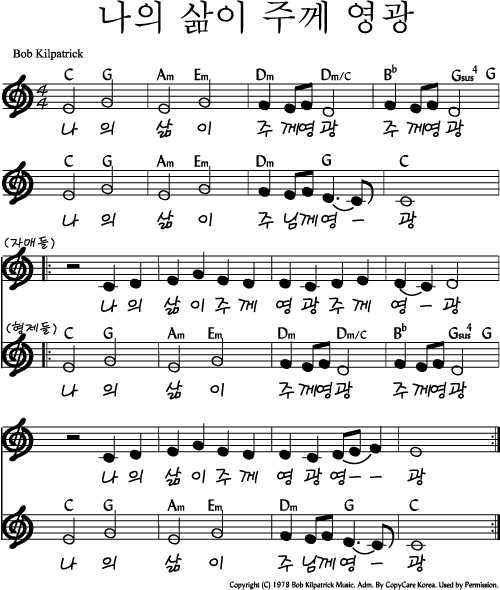 나의 삶이 주께 영광
Bob Kilpatrick
C G Am Em Dm Dm/C Bb Gsus4 G
나 의 삶 이 주 께영 광 주 께영 광
C G Am Em Dm G C
나 의 삶 이 주 님께영 -- 광
(자매들)
나 의 삶 이 주 께 영 광 주 께 영 - 광
(형제들)
C G Am Em Dm Dm/C Bb Gsus4 G
나 의 삶 이 주 께영 광 주 께영 광
나 의 삶 이 주 께 영 광 영 - - 광
C G Am Em Dm G C
나 의 삶 이 주 님께영 -- 광
Copyright (C) 1978 Bob Kilpatrick Music. Adm. By CopyCare Korea. Used by Permission.